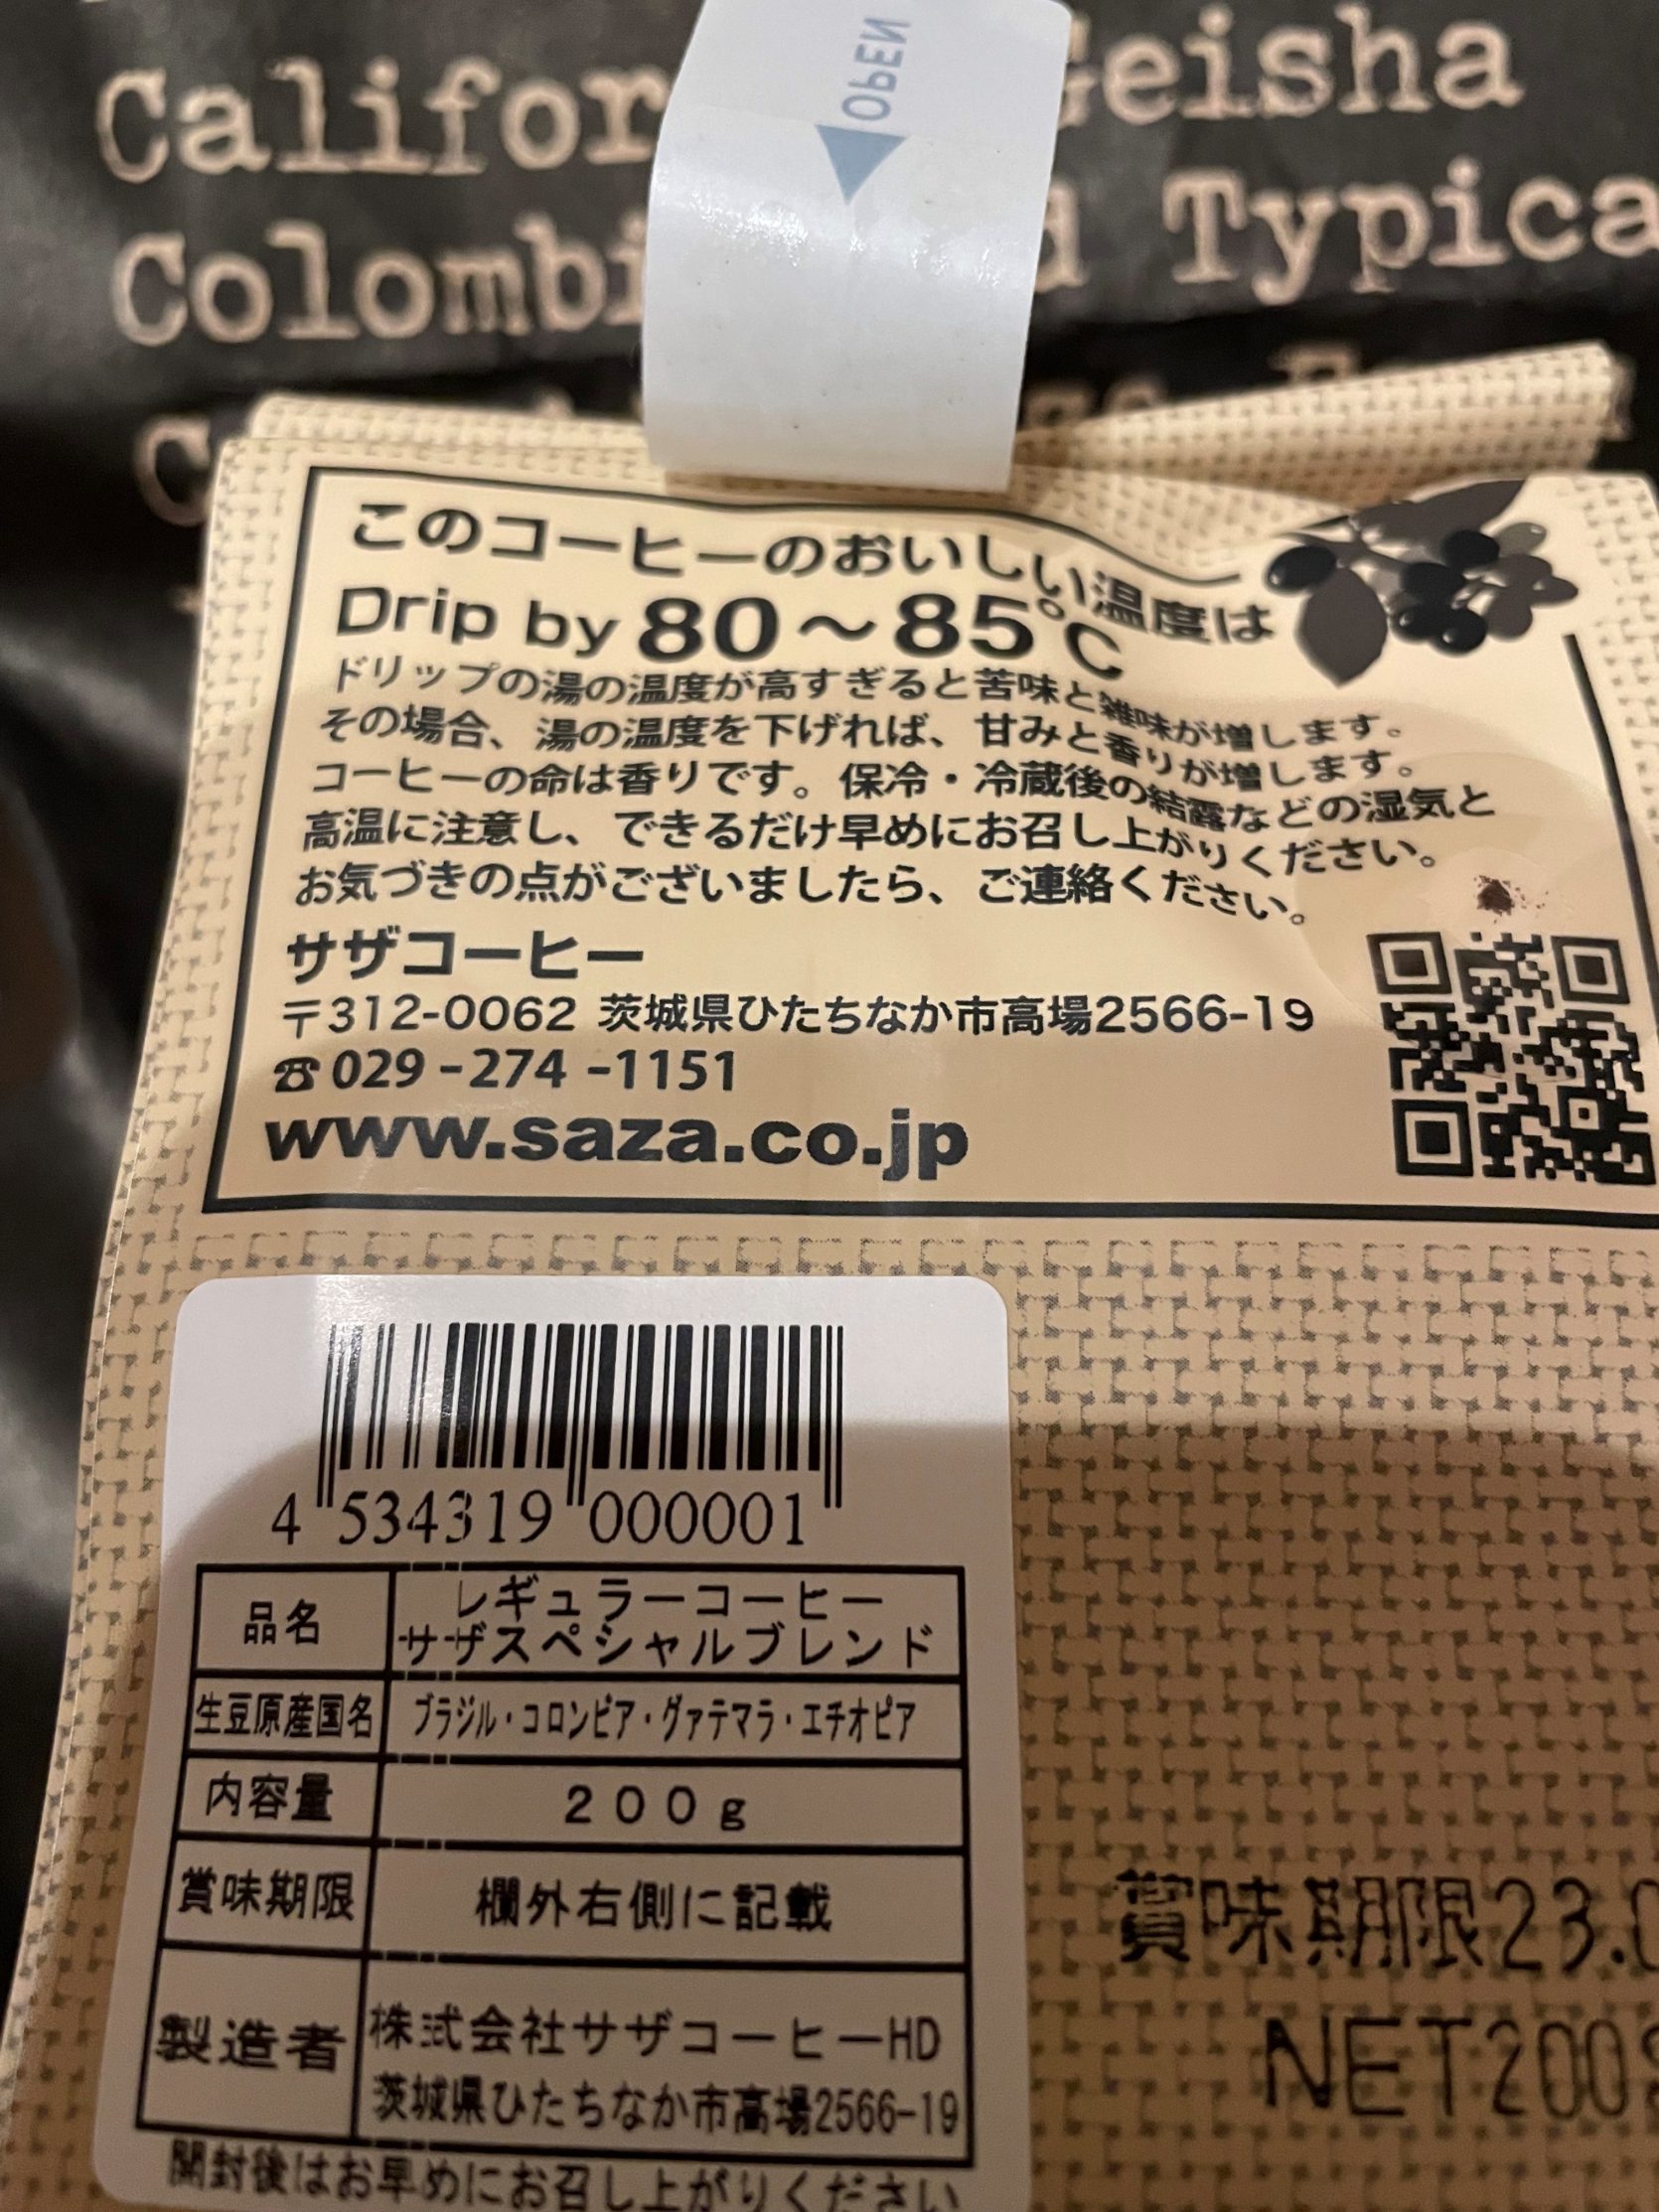 OPEN
Geisha
Typica
このコーヒーのおいしい温度は
Drip by 80～85℃
ドリップの湯の温度が高すぎると苦味と雑味が増します。
その場合、湯の温度を下げれば、甘みと香りが増します。
コーヒーの命は香りです。保冷・冷蔵後の結露などの湿気と
高温に注意し、できるだけ早めにお召し上がりください。
お気づきの点がございましたら、ご連絡ください。
サザコーヒー
〒312-0062 茨城県ひたちなか市高場2566-19
☎029-274-1151
www.saza.co.jp
4 534319 000001
品名 レギュラーコーヒー
サザスペシャルブレンド
生豆原産国名 ブラジル・コロンビア・グァテマラ・エチオピア
内容量 200g
賞味期限 欄外右側に記載
製造者 株式会社サザコーヒーHD
茨城県ひたちなか市高場2566-19
開封後はお早めにお召し上がりください
賞味期限23.0
NET200g